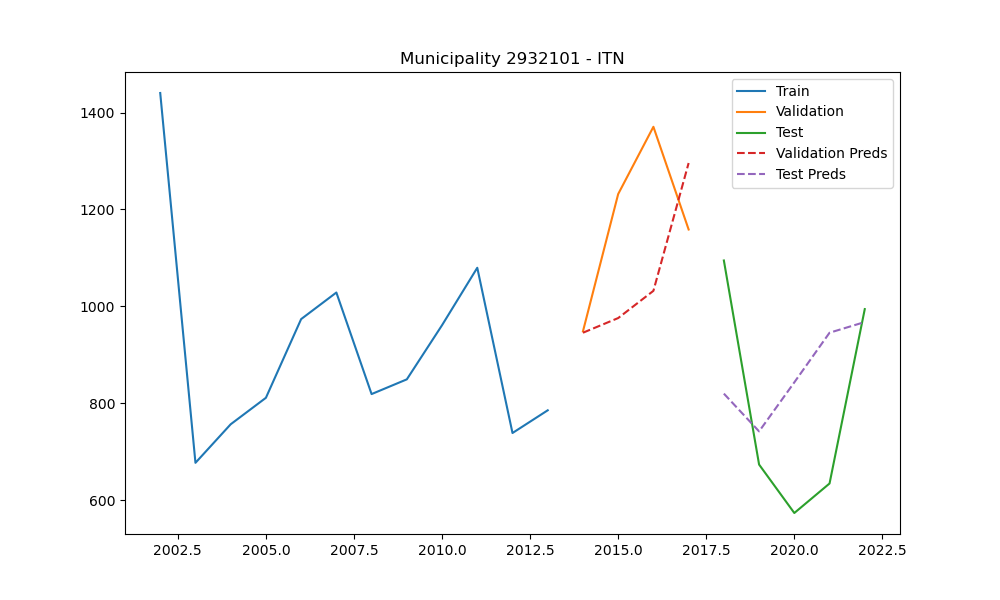 Municipality 2932101 - ITN
Train
Validation
Test
Validation Preds
Test Preds
1400
1200
1000
800
600
2002.5 2005.0 2007.5 2010.0 2012.5 2015.0 2017.5 2020.0 2022.5